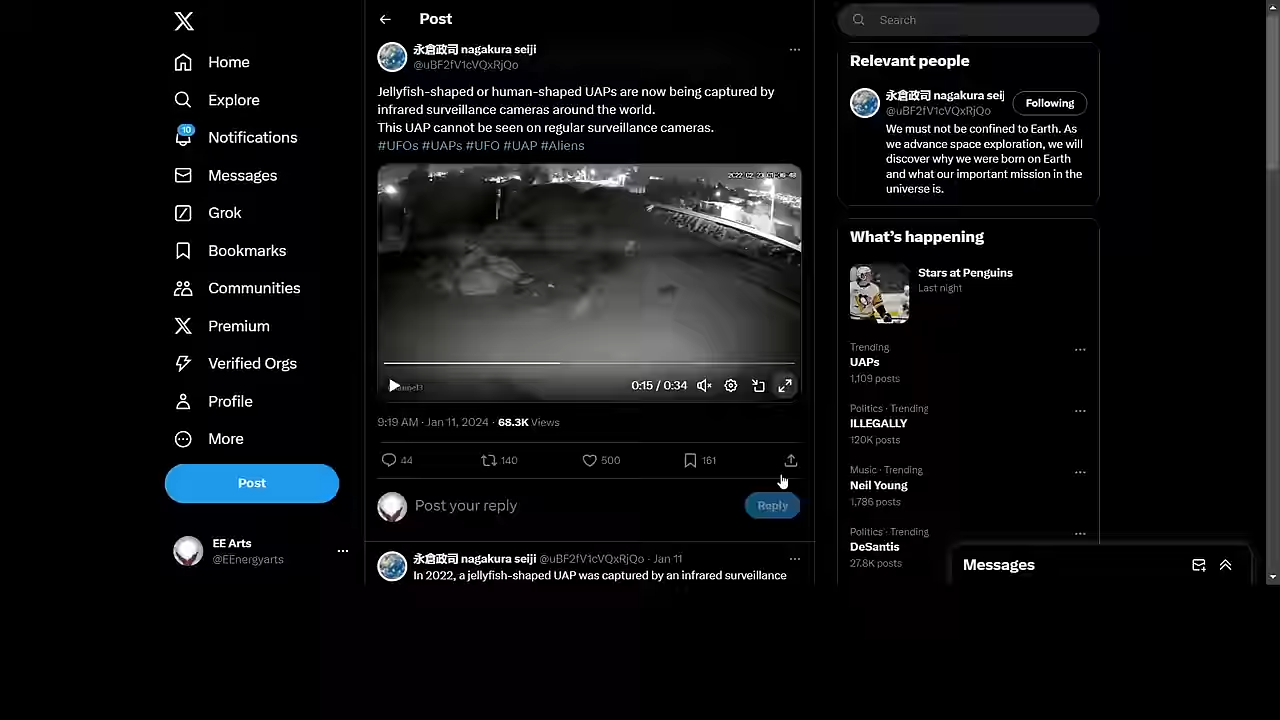 Home
Explore
10
Notifications
Messages
Grok
Bookmarks
Communities
Premium
Verified Orgs
Profile
More
Post
EE Arts
@EEnergyarts
Post
永倉政司 nagakura seiji
@uBF2fV1cVQxRjQo
Jellyfish-shaped or human-shaped UAPs are now being captured by
infrared surveillance cameras around the world.
This UAP cannot be seen on regular surveillance cameras.
#UFOs #UAPs #UFO #UAP #Aliens
0:15 / 0:34
9:19 AM · Jan 11, 2024 · 68.3K Views
44
140
500
161
Post your reply
Reply
永倉政司 nagakura seiji @uBF2fV1cVQxRjQo · Jan 11
In 2022, a jellyfish-shaped UAP was captured by an infrared surveillance
Search
Relevant people
永倉政司 nagakura seij
Following
@uBF2fV1cVQxRjQo
We must not be confined to Earth. As
we advance space exploration, we will
discover why we were born on Earth
and what our important mission in the
universe is.
What's happening
Stars at Penguins
Last night
Trending
UAPs
1,109 posts
Politics · Trending
ILLEGALLY
120K posts
Music · Trending
Neil Young
1,786 posts
Politics · Trending
DeSantis
27.8K posts
Messages